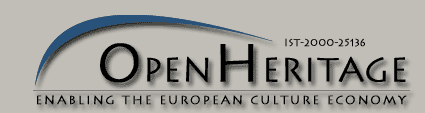 IST-2000-25136
OPENHERITAGE
ENABLING THE EUROPEAN CULTURE ECONOMY